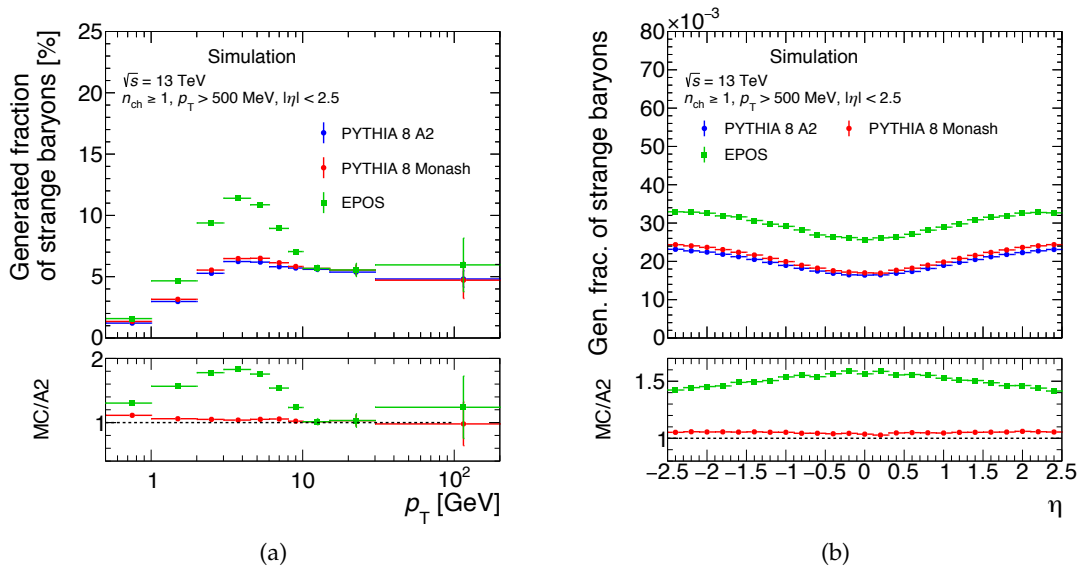 Generated fraction
of strange baryons [%]
25
20
15
10
5
0
Simulation
√s = 13 TeV
n_ch ≥ 1, p_T > 500 MeV, |η| < 2.5
PYTHIA 8 A2
PYTHIA 8 Monash
EPOS
MC/A2
2
1
1 10 10²
p_T [GeV]
(a)
Gen. frac. of strange baryons
80 ×10⁻³
70
60
50
40
30
20
10
0
Simulation
√s = 13 TeV
n_ch ≥ 1, p_T > 500 MeV, |η| < 2.5
PYTHIA 8 A2 PYTHIA 8 Monash
EPOS
MC/A2
1.5
1
−2.5 −2 −1.5 −1 −0.5 0 0.5 1 1.5 2 2.5
η
(b)